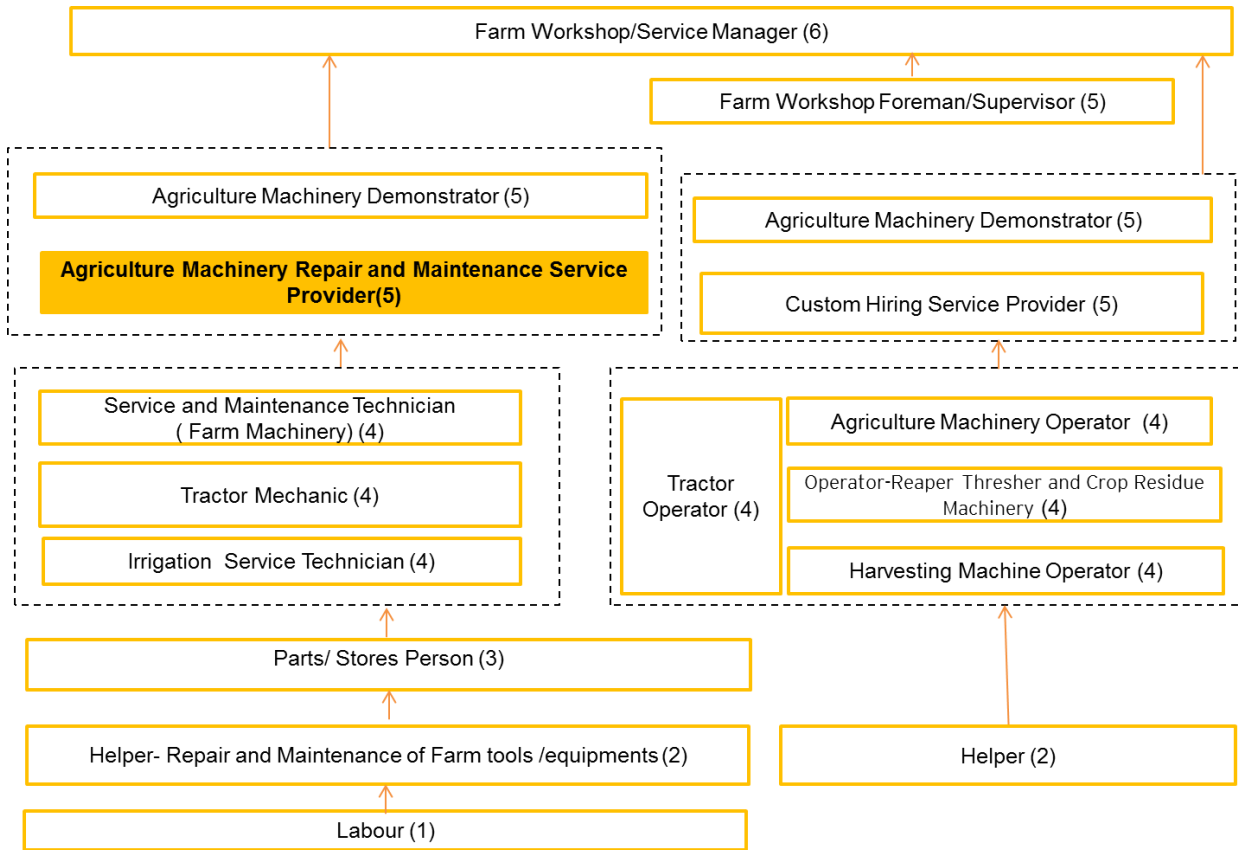 Farm Workshop/Service Manager (6)
Farm Workshop Foreman/Supervisor (5)
Agriculture Machinery Demonstrator (5)
Agriculture Machinery Repair and Maintenance Service
Provider(5)
Agriculture Machinery Demonstrator (5)
Custom Hiring Service Provider (5)
Service and Maintenance Technician
( Farm Machinery) (4)
Tractor Mechanic (4)
Irrigation Service Technician (4)
Tractor
Operator (4)
Agriculture Machinery Operator (4)
Operator-Reaper Thresher and Crop Residue
Machinery (4)
Harvesting Machine Operator (4)
Parts/ Stores Person (3)
Helper- Repair and Maintenance of Farm tools /equipments (2)
Helper (2)
Labour (1)